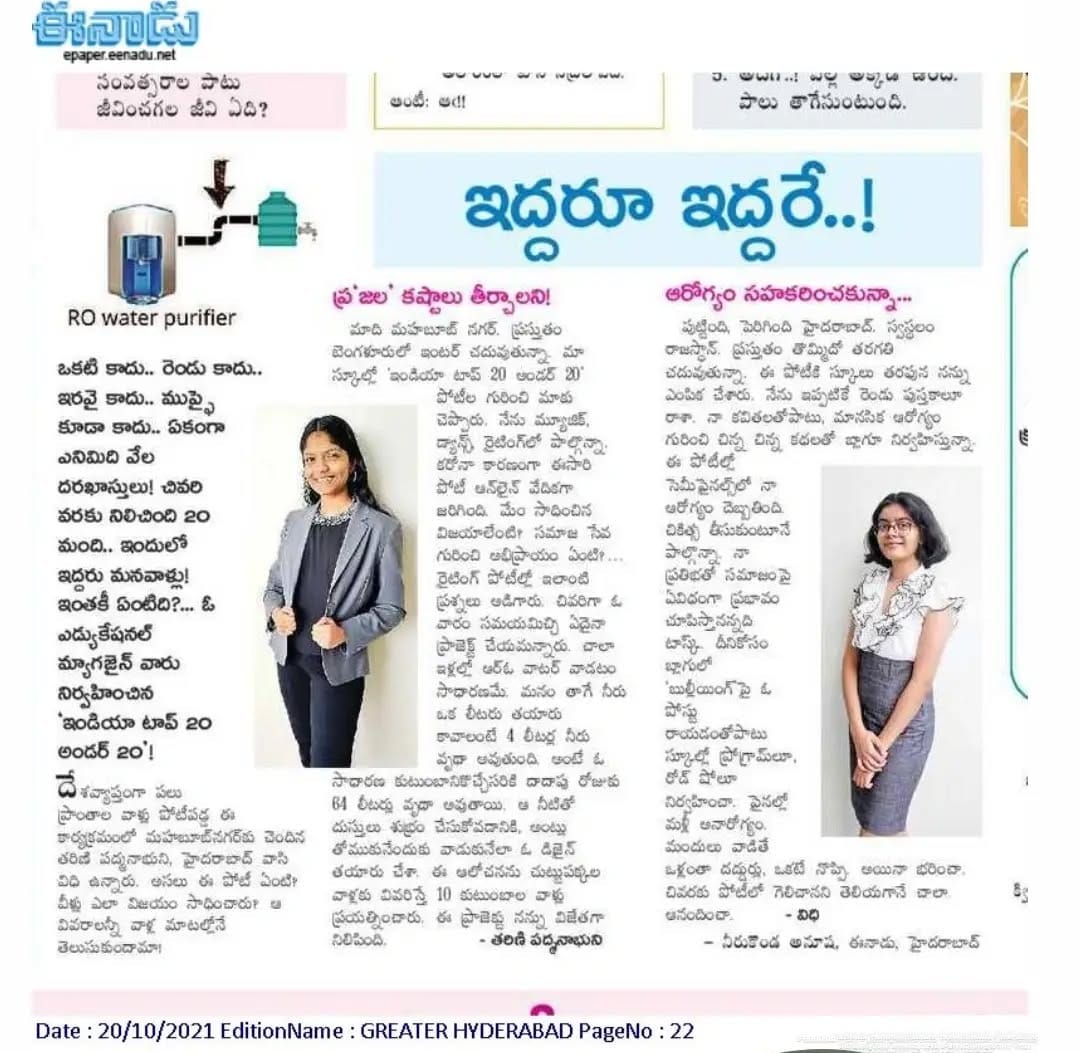 ఈనాడు
epaper.eenadu.net
సంవత్సరాల పాటు
జీవించగల జీవి ఏది?
ఆంటీ: ఆఁ!!
పాలు తాగేసుంటుంది.
RO water purifier
ఇద్దరూ ఇద్దరే..!
ఒకటి కాదు.. రెండు కాదు..
ఇరవై కాదు.. ముప్ఫై
కూడా కాదు.. ఏకంగా
ఎనిమిది వేల
దరఖాస్తులు! చివరి
వరకు నిలిచింది 20
మంది.. ఇందులో
ఇద్దరు మనవాళ్లు!
ఇంతకీ ఏంటిది?... ఓ
ఎడ్యుకేషనల్
మ్యాగజైన్ వారు
నిర్వహించిన
'ఇండియా టాప్ 20
అండర్ 20'!
దేశవ్యాప్తంగా పలు
ప్రాంతాల వాళ్లు పోటీపడ్డ ఈ
కార్యక్రమంలో మహబూబ్‌నగర్‌కు చెందిన
తరిణి పద్మనాభుని, హైదరాబాద్ వాసి
విధి ఉన్నారు. అసలు ఈ పోటీ ఏంటి?
వీళ్లు ఎలా విజయం సాధించారు? ఆ
వివరాలన్నీ వాళ్ల మాటల్లోనే
తెలుసుకుందామా!
ప్ర'జల' కష్టాలు తీర్చాలని!
మాది మహబూబ్ నగర్. ప్రస్తుతం
బెంగళూరులో ఇంటర్ చదువుతున్నా. మా
స్కూల్లో 'ఇండియా టాప్ 20 అండర్ 20'
పోటీల గురించి మాకు
చెప్పారు. నేను మ్యూజిక్,
డ్యాన్స్, రైటింగ్‌లో పాల్గొన్నా.
కరోనా కారణంగా ఈసారి
పోటీ ఆన్‌లైన్ వేదికగా
జరిగింది. మేం సాధించిన
విజయాలేంటి? సమాజ సేవ
గురించి అభిప్రాయం ఏంటి?...
రైటింగ్ పోటీల్లో ఇలాంటి
ప్రశ్నలు అడిగారు. చివరిగా ఓ
వారం సమయమిచ్చి ఏదైనా
ప్రాజెక్ట్ చేయమన్నారు. చాలా
ఇళ్లల్లో ఆర్ఓ వాటర్ వాడటం
సాధారణమే. మనం తాగే నీరు
ఒక లీటరు తయారు
కావాలంటే 4 లీటర్ల నీరు
వృథా అవుతుంది. అంటే ఓ
సాధారణ కుటుంబానికొచ్చేసరికి దాదాపు రోజుకు
64 లీటర్లు వృథా అవుతాయి. ఆ నీటితో
దుస్తులు శుభ్రం చేసుకోవడానికి, అంట్లు
తోముకునేందుకు వాడుకునేలా ఓ డిజైన్
తయారు చేశా. ఈ ఆలోచనను చుట్టుపక్కల
వాళ్లకు వివరిస్తే 10 కుటుంబాల వాళ్లు
ప్రయత్నించారు. ఈ ప్రాజెక్టు నన్ను విజేతగా
నిలిపింది. - తరిణి పద్మనాభుని
ఆరోగ్యం సహకరించకున్నా...
పుట్టింది, పెరిగింది హైదరాబాద్. స్వస్థలం
రాజస్థాన్. ప్రస్తుతం తొమ్మిదో తరగతి
చదువుతున్నా. ఈ పోటీకి స్కూలు తరఫున నన్ను
ఎంపిక చేశారు. నేను ఇప్పటికే రెండు పుస్తకాలూ
రాశా. నా కవితలతోపాటు, మానసిక ఆరోగ్యం
గురించి చిన్న చిన్న కథలతో బ్లాగూ నిర్వహిస్తున్నా.
ఈ పోటీల్లో
సెమీఫైనల్స్‌లో నా
ఆరోగ్యం దెబ్బతింది.
చికిత్స తీసుకుంటూనే
పాల్గొన్నా. నా
ప్రతిభతో సమాజంపై
ఏవిధంగా ప్రభావం
చూపిస్తానన్నది
టాస్క్. దీనికోసం
బ్లాగులో
'బుల్లీయింగ్'పై ఓ
పోస్టు
రాయడంతోపాటు
స్కూల్లో ప్రోగ్రామ్‌లూ,
రోడ్ షోలూ
నిర్వహించా. ఫైనల్లో
మళ్లీ అనారోగ్యం.
మందులు వాడితే
ఒళ్లంతా దద్దుర్లు, ఒకటే నొప్పి. అయినా భరించా.
చివరకు పోటీలో గెలిచానని తెలియగానే చాలా
ఆనందించా. - విధి
– నీరుకొండ అనూష, ఈనాడు, హైదరాబాద్
Date : 20/10/2021 EditionName : GREATER HYDERABAD PageNo : 22